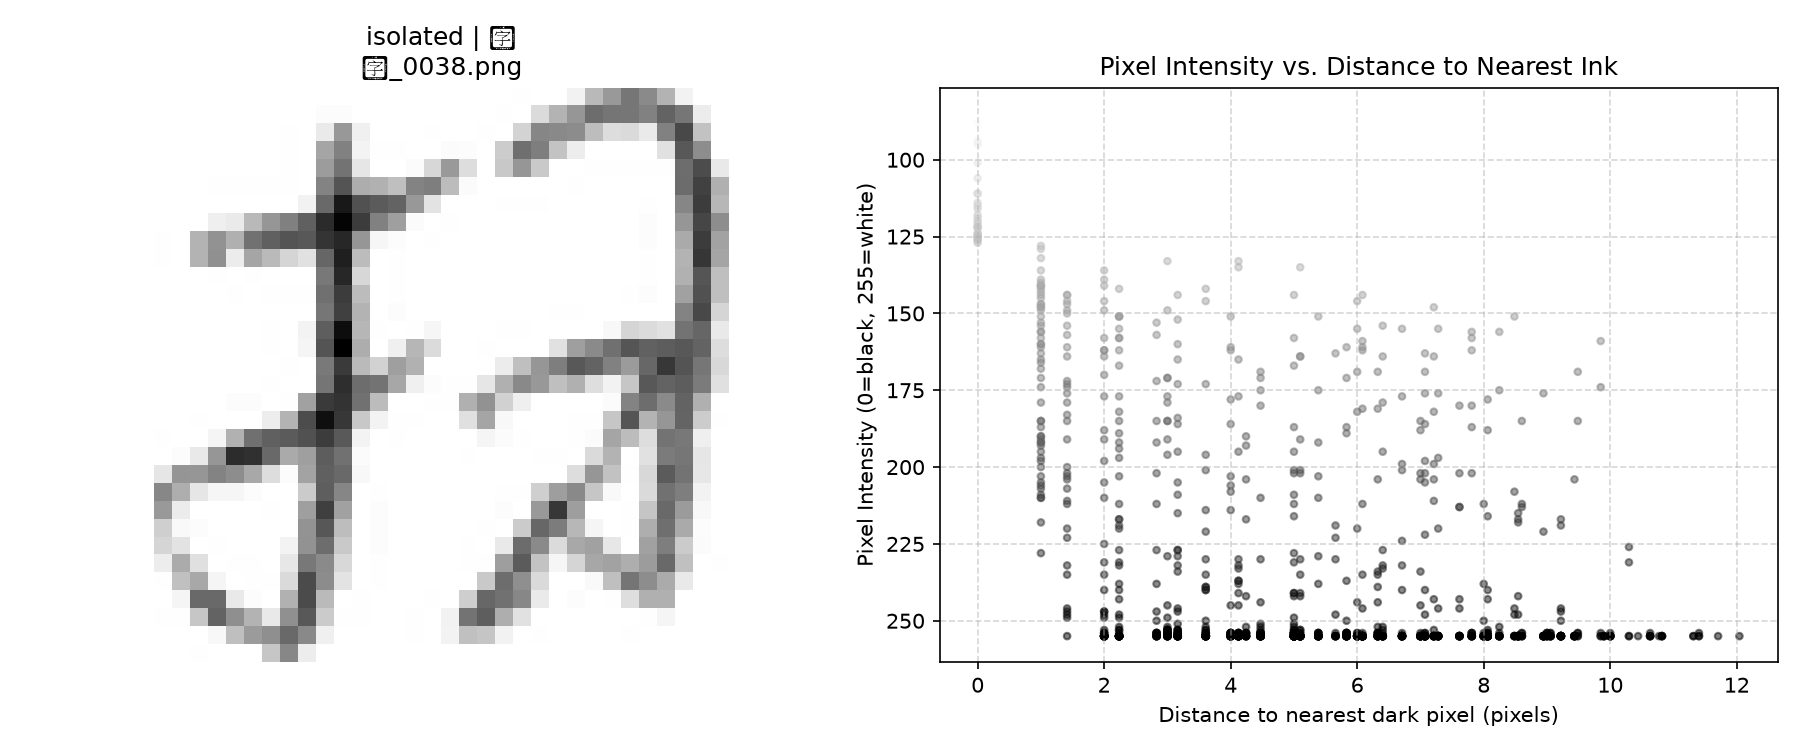 isolated |
_0038.png
Pixel Intensity vs. Distance to Nearest Ink
Pixel Intensity (0=black, 255=white)
100
125
150
175
200
225
250
0 2 4 6 8 10 12
Distance to nearest dark pixel (pixels)